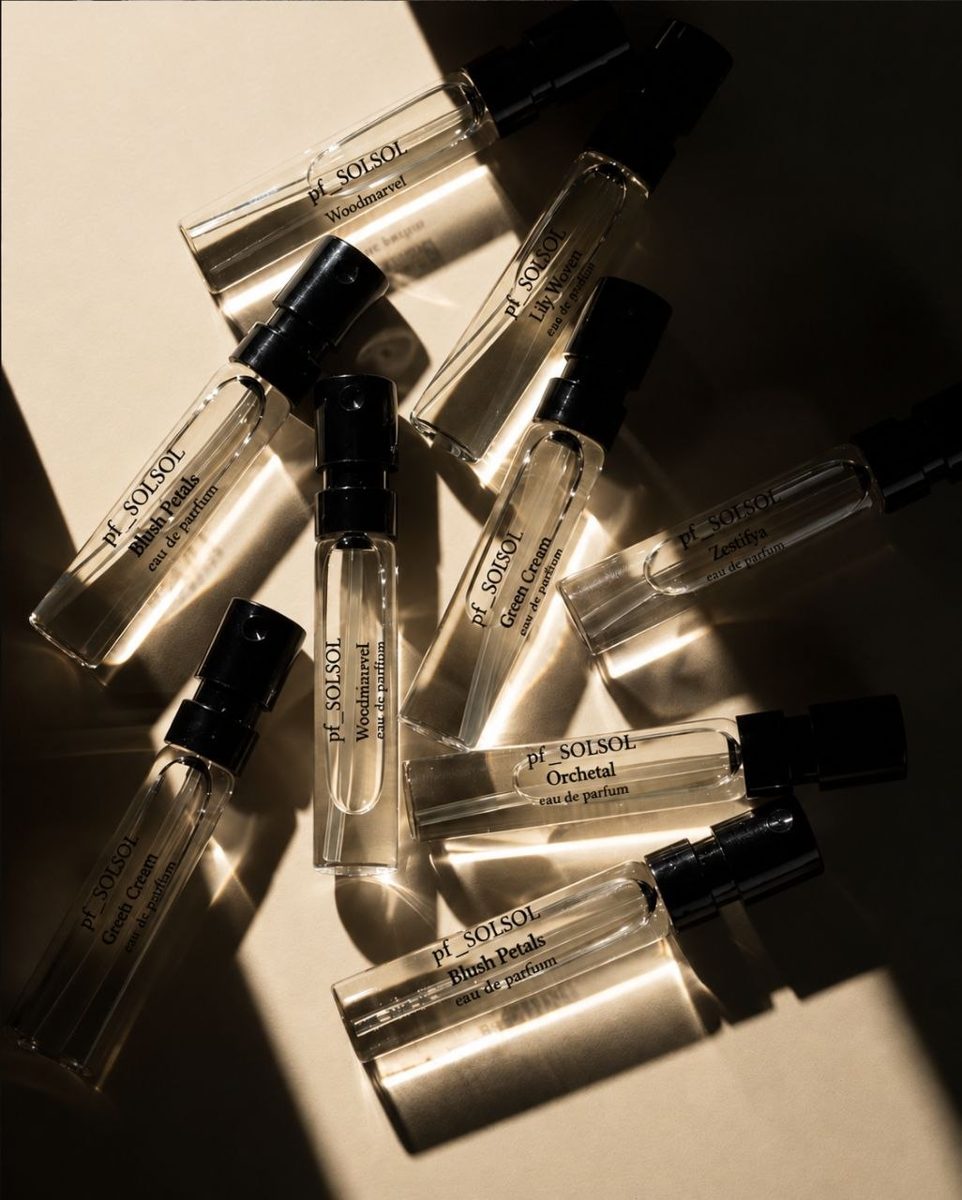 pf_SOLSOL
Woodmarvel
pf_SOLSOL
Lily Woven
eau de parfum
pf_SOLSOL
Blush Petals
eau de parfum
pf_SOLSOL
Woodmarvel
eau de parfum
pf_SOLSOL
Green Cream
eau de parfum
pf_SOLSOL
Zestifya
eau de parfum
pf_SOLSOL
Orchetal
eau de parfum
pf_SOLSOL
Green Cream
eau de parfum
pf_SOLSOL
Blush Petals
eau de parfum